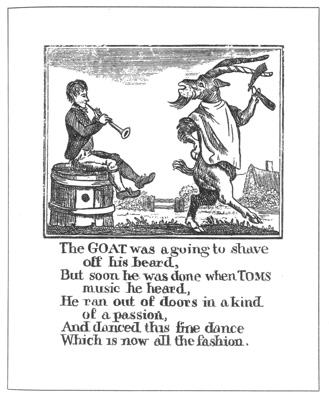 The GOAT was a going to shave
off his beard,
But soon he was done when TOMS
music he heard,
He ran out of doors in a kind
of a passion,
And danced this fine dance
Which is now all the fashion.